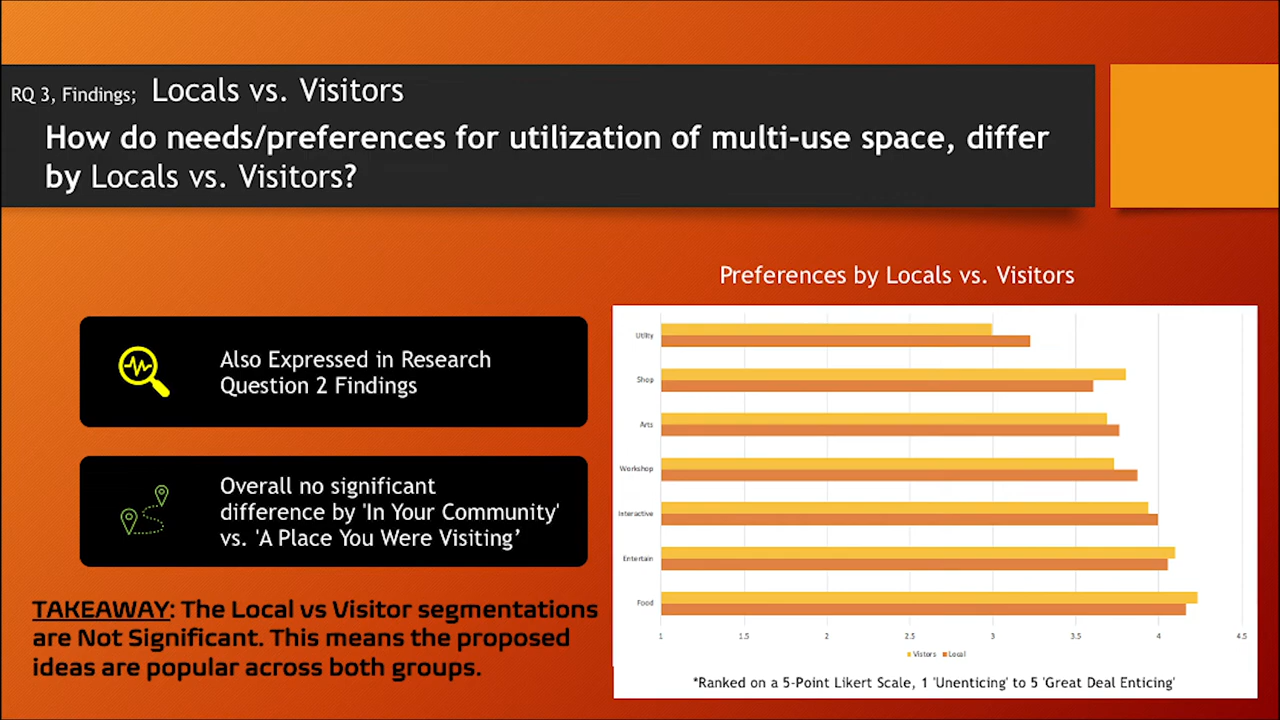 RQ 3, Findings; Locals vs. Visitors
How do needs/preferences for utilization of multi-use space, differ
by Locals vs. Visitors?
Preferences by Locals vs. Visitors
Also Expressed in Research
Question 2 Findings
Overall no significant
difference by 'In Your Community'
vs. 'A Place You Were Visiting’
TAKEAWAY: The Local vs Visitor segmentations
are Not Significant. This means the proposed
ideas are popular across both groups.
Utility
Shop
Arts
Workshop
Interactive
Entertain
Food
1 1.5 2 2.5 3 3.5 4 4.5
Vistors Local
*Ranked on a 5-Point Likert Scale, 1 'Unenticing' to 5 'Great Deal Enticing'